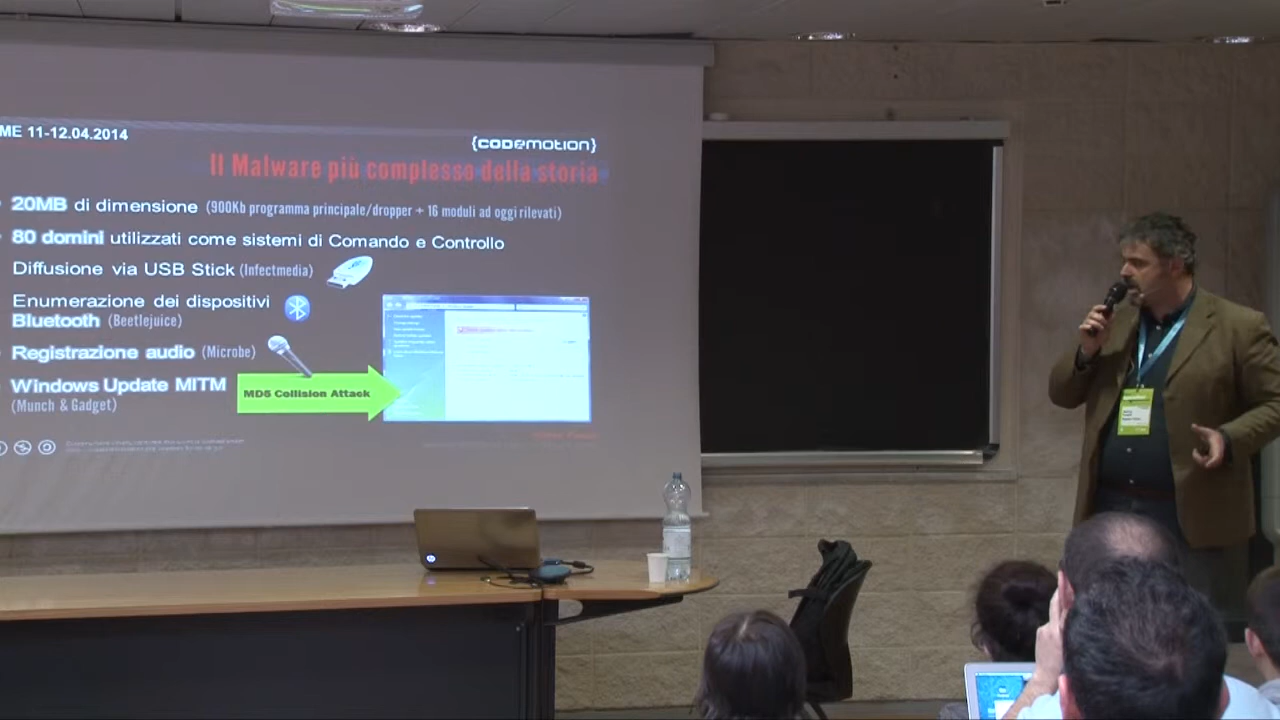 ME 11-12.04.2014
{CODEMOTION}
Il Malware più complesso della storia
20MB di dimensione (900Kb programma principale/dropper + 16 moduli ad oggi rilevati)
80 domini utilizzati come sistemi di Comando e Controllo
Diffusione via USB Stick (Infectmedia)
Enumerazione dei dispositivi
Bluetooth (Beetlejuice)
Registrazione audio (Microbe)
Windows Update MITM
(Munch & Gadget)
MD5 Collision Attack